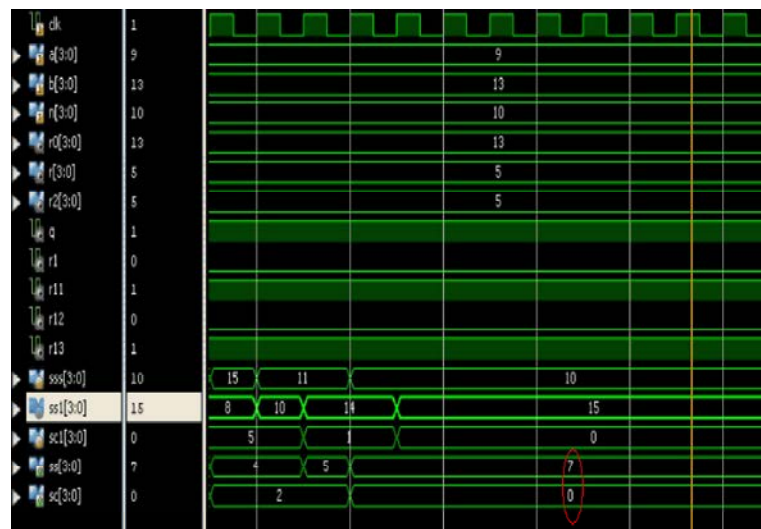 clk 1
a[3:0] 9 9
b[3:0] 13 13
n[3:0] 10 10
r0[3:0] 13 13
r[3:0] 5 5
r2[3:0] 5 5
q 1
r1 0
r11 1
r12 0
r13 1
sss[3:0] 10 15 11 10
ss1[3:0] 15 8 10 14 15
sc1[3:0] 0 5 1 0
ss[3:0] 7 4 5 7
sc[3:0] 0 2 0